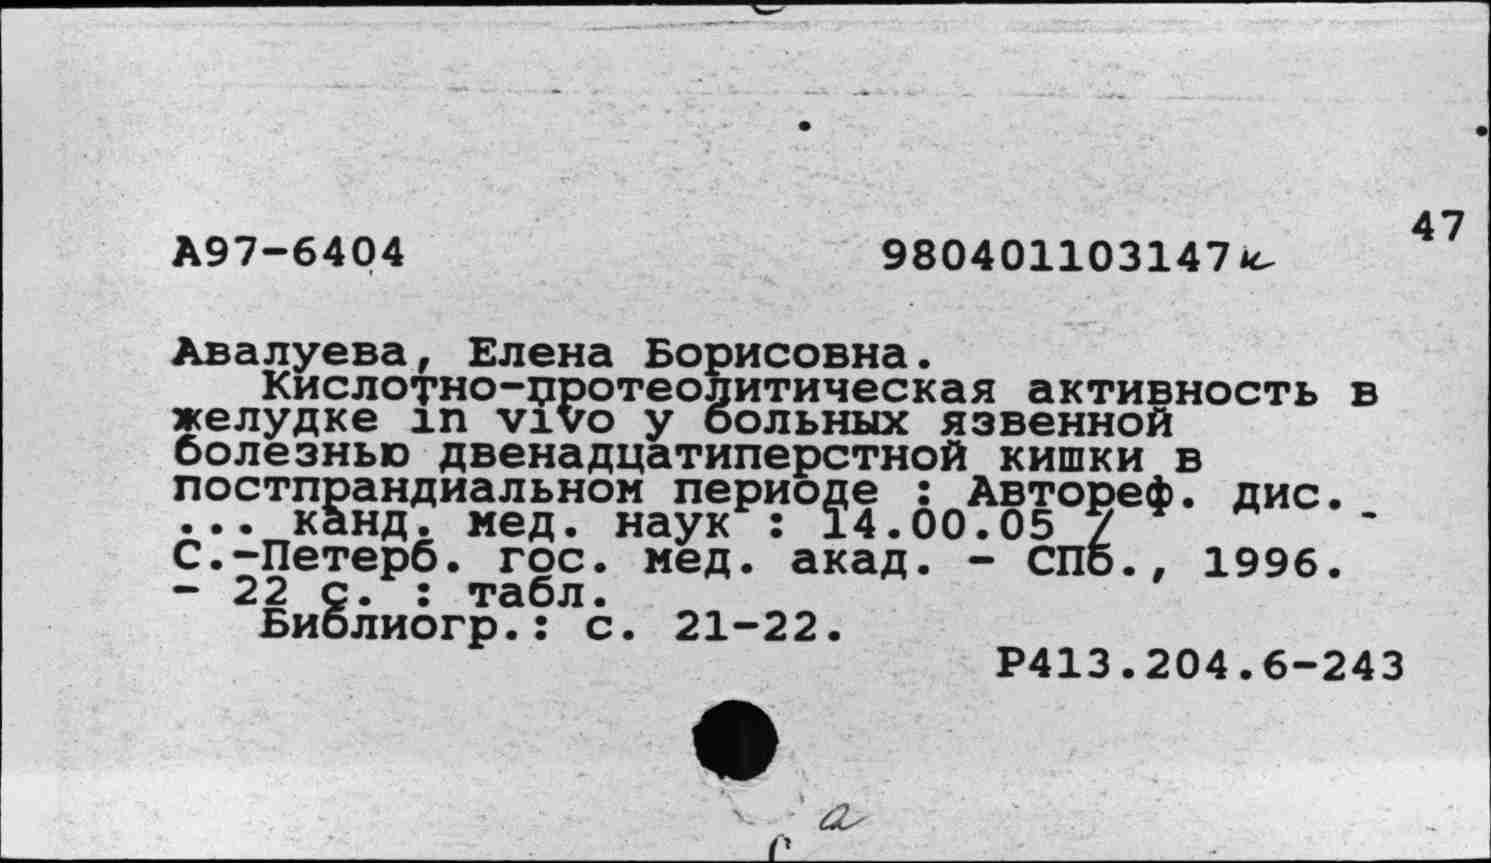 47
А97-6404 980401103147к
Авалуева, Елена Борисовна.
Кислотно-протеолитическая активность в
желудке in vivo у больных язвенной
болезнью двенадцатиперстной кишки в
постпрандиальном периоде : Автореф. дис.
... канд. мед. наук : 14.00.05 /
С.-Петерб. гос. мед. акад. - СПб., 1996.
- 22 с. : табл.
Библиогр.: с. 21-22.
Р413.204.6-243
а